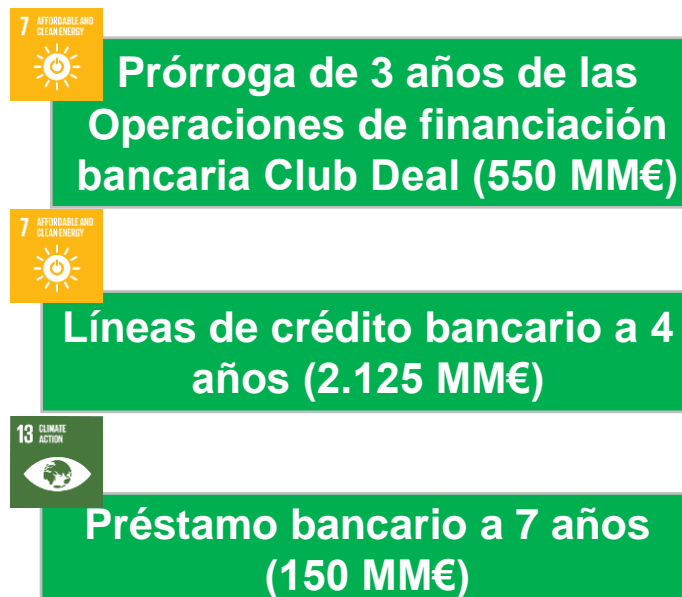 7 AFFORDABLE AND
CLEAN ENERGY
Prórroga de 3 años de las
Operaciones de financiación
bancaria Club Deal (550 MM€)
7 AFFORDABLE AND
CLEAN ENERGY
Líneas de crédito bancario a 4
años (2.125 MM€)
13 CLIMATE
ACTION
Préstamo bancario a 7 años
(150 MM€)